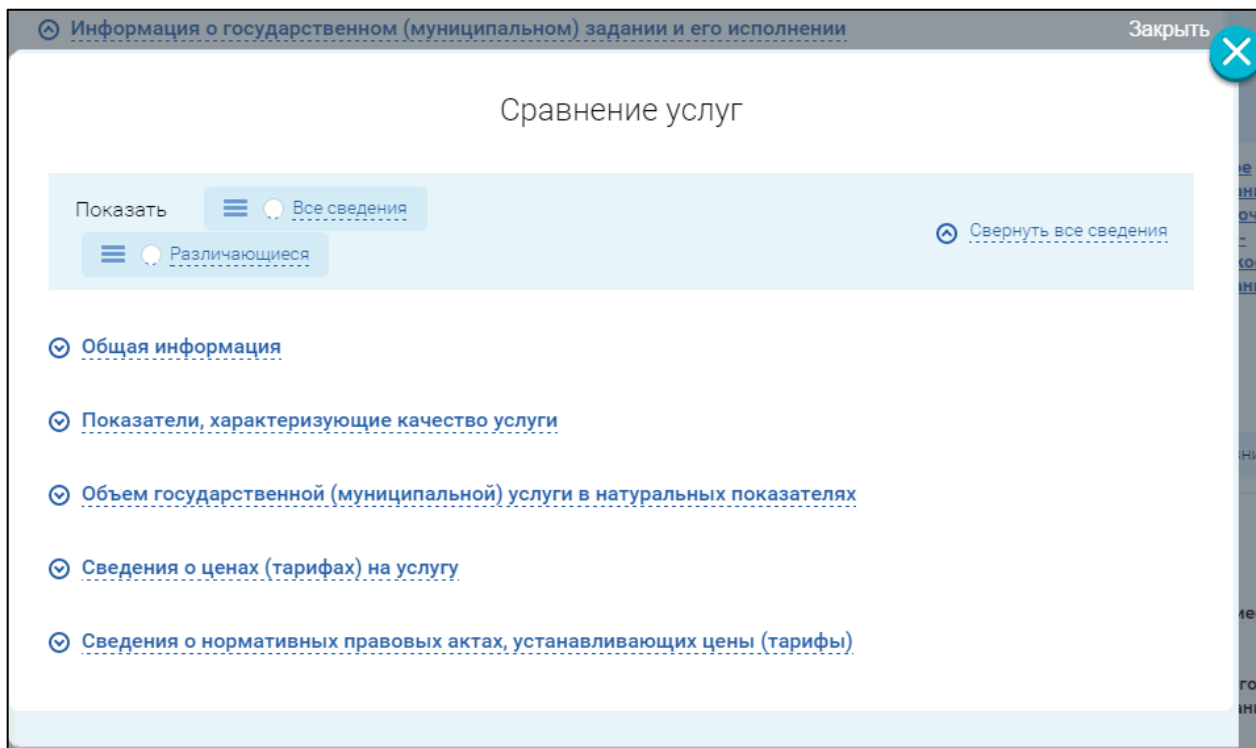 Информация о государственном (муниципальном) задании и его исполнении
Закрыть
Сравнение услуг
Показать
Все сведения
Различающиеся
Свернуть все сведения
Общая информация
Показатели, характеризующие качество услуги
Объем государственной (муниципальной) услуги в натуральных показателях
Сведения о ценах (тарифах) на услугу
Сведения о нормативных правовых актах, устанавливающих цены (тарифы)